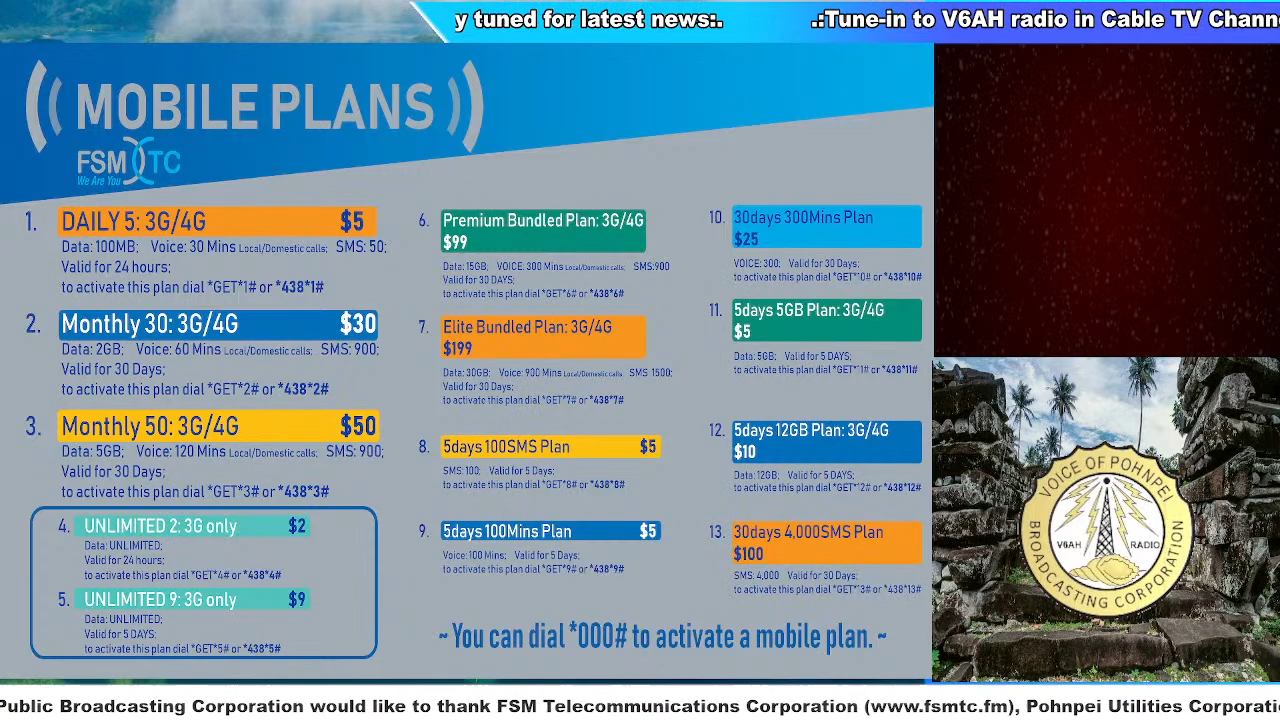 y tuned for latest news:.
.:Tune-in to V6AH radio in Cable TV Chann
MOBILE PLANS
FSM TC
We Are You
1. DAILY 5: 3G/4G $5
Data: 100MB; Voice: 30 Mins Local/Domestic calls; SMS: 50;
Valid for 24 hours;
to activate this plan dial *GET*1# or *438*1#
2. Monthly 30: 3G/4G $30
Data: 2GB; Voice: 60 Mins Local/Domestic calls; SMS: 900;
Valid for 30 Days;
to activate this plan dial *GET*2# or *438*2#
3. Monthly 50: 3G/4G $50
Data: 5GB; Voice: 120 Mins Local/Domestic calls; SMS: 900;
Valid for 30 Days;
to activate this plan dial *GET*3# or *438*3#
4. UNLIMITED 2: 3G only $2
Data: UNLIMITED;
Valid for 24 hours;
to activate this plan dial *GET*4# or *438*4#
5. UNLIMITED 9: 3G only $9
Data: UNLIMITED;
Valid for 5 DAYS;
to activate this plan dial *GET*5# or *438*5#
6. Premium Bundled Plan: 3G/4G
$99
Data: 15GB; VOICE: 300 Mins Local/Domestic calls; SMS:900
Valid for 30 DAYS;
to activate this plan dial *GET*6# or *438*6#
7. Elite Bundled Plan: 3G/4G
$199
Data: 30GB; Voice: 900 Mins Local/Domestic calls; SMS 1500;
Valid for 30 Days;
to activate this plan dial *GET*7# or *438*7#
8. 5days 100SMS Plan $5
SMS: 100; Valid for 5 Days;
to activate this plan dial *GET*8# or *438*8#
9. 5days 100Mins Plan $5
Voice: 100 Mins; Valid for 5 Days;
to activate this plan dial *GET*9# or *438*9#
10. 30days 300Mins Plan
$25
VOICE: 300; Valid for 30 Days;
to activate this plan dial *GET*10# or *438*10#
11. 5days 5GB Plan: 3G/4G
$5
Data: 5GB; Valid for 5 DAYS;
to activate this plan dial *GET*11# or *438*11#
12. 5days 12GB Plan: 3G/4G
$10
Data: 12GB; Valid for 5 DAYS;
to activate this plan dial *GET*12# or *438*12#
13. 30days 4,000SMS Plan
$100
SMS: 4,000 Valid for 30 Days;
to activate this plan dial *GET*13# or *438*13#
~ You can dial *000# to activate a mobile plan. ~
VOICE OF POHNPEI
V6AH RADIO
BROADCASTING CORPORATION
Public Broadcasting Corporation would like to thank FSM Telecommunications Corporation (www.fsmtc.fm), Pohnpei Utilities Corporati